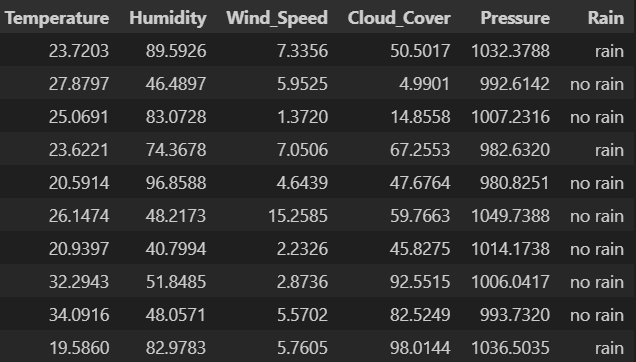 Temperature Humidity Wind_Speed Cloud_Cover Pressure Rain
23.7203 89.5926 7.3356 50.5017 1032.3788 rain
27.8797 46.4897 5.9525 4.9901 992.6142 no rain
25.0691 83.0728 1.3720 14.8558 1007.2316 no rain
23.6221 74.3678 7.0506 67.2553 982.6320 rain
20.5914 96.8588 4.6439 47.6764 980.8251 no rain
26.1474 48.2173 15.2585 59.7663 1049.7388 no rain
20.9397 40.7994 2.2326 45.8275 1014.1738 no rain
32.2943 51.8485 2.8736 92.5515 1006.0417 no rain
34.0916 48.0571 5.5702 82.5249 993.7320 no rain
19.5860 82.9783 5.7605 98.0144 1036.5035 rain